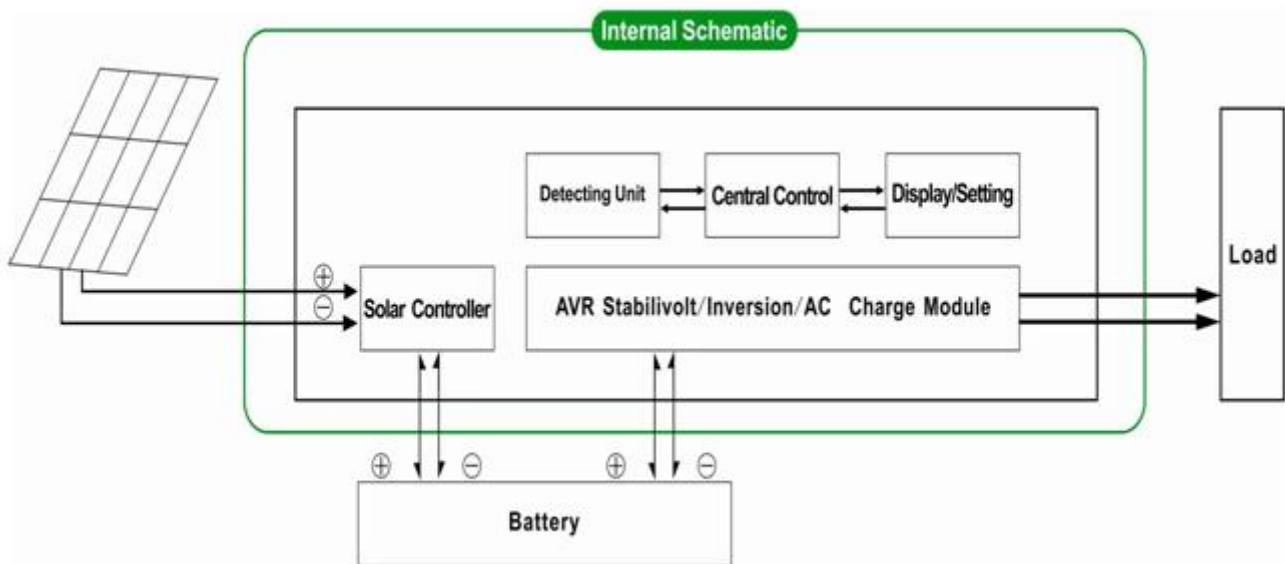 Internal Schematic
Detecting Unit
Central Control
Display/Setting
Load
⊕
⊖
Solar Controller
AVR Stabilivolt/Inversion/AC Charge Module
⊕ ⊖ ⊕ ⊖
Battery